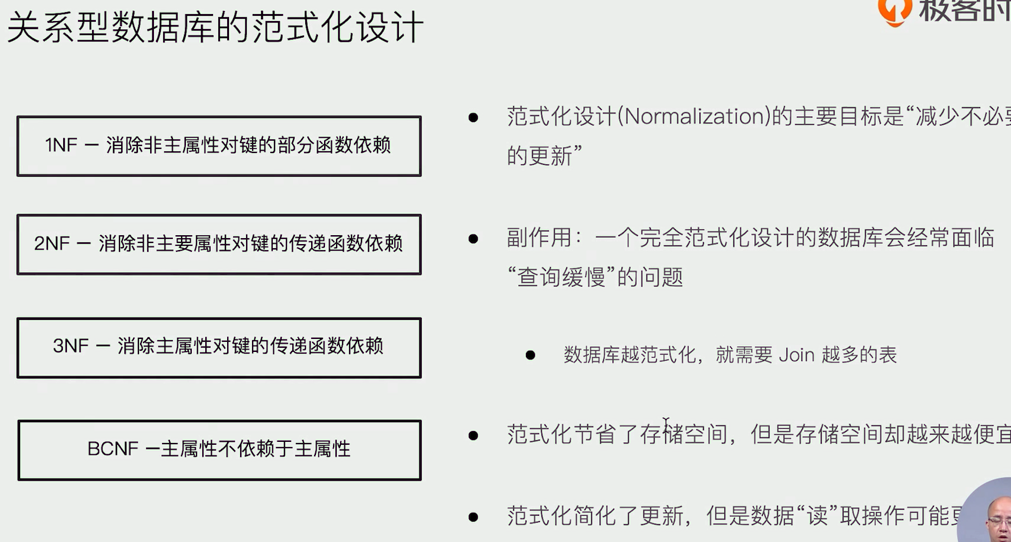 关系型数据库的范式化设计
极客时
1NF — 消除非主属性对键的部分函数依赖
2NF — 消除非主要属性对键的传递函数依赖
3NF — 消除主属性对键的传递函数依赖
BCNF —主属性不依赖于主属性
• 范式化设计(Normalization)的主要目标是“减少不必要
的更新”
• 副作用：一个完全范式化设计的数据库会经常面临
“查询缓慢”的问题
• 数据库越范式化，就需要 Join 越多的表
• 范式化节省了存储空间，但是存储空间却越来越便宜
• 范式化简化了更新，但是数据“读”取操作可能更